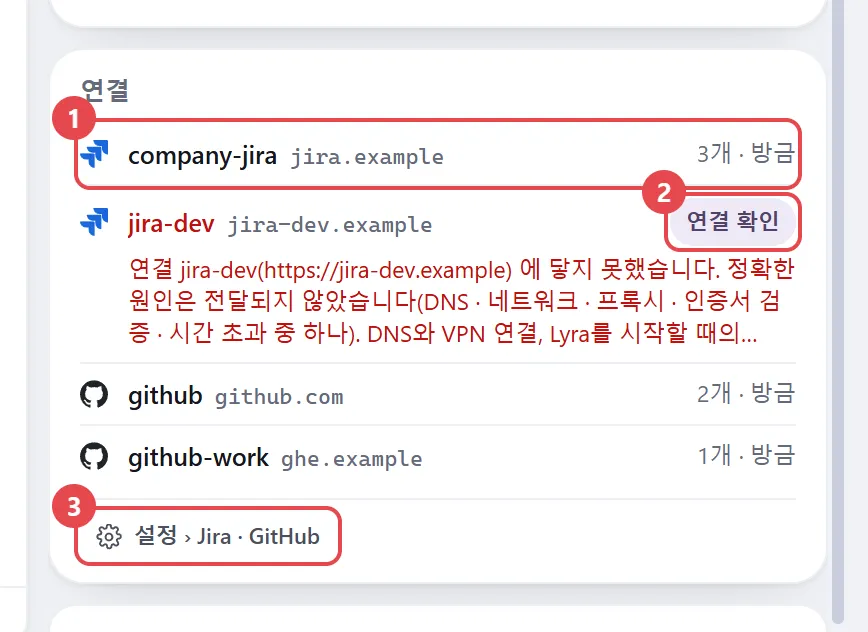 연결
1
company-jira jira.example 3개 · 방금
2
jira-dev jira-dev.example 연결 확인
연결 jira-dev(https://jira-dev.example) 에 닿지 못했습니다. 정확한
원인은 전달되지 않았습니다(DNS · 네트워크 · 프록시 · 인증서 검
증 · 시간 초과 중 하나). DNS와 VPN 연결, Lyra를 시작할 때의...
github github.com 2개 · 방금
github-work ghe.example 1개 · 방금
3
설정 › Jira · GitHub